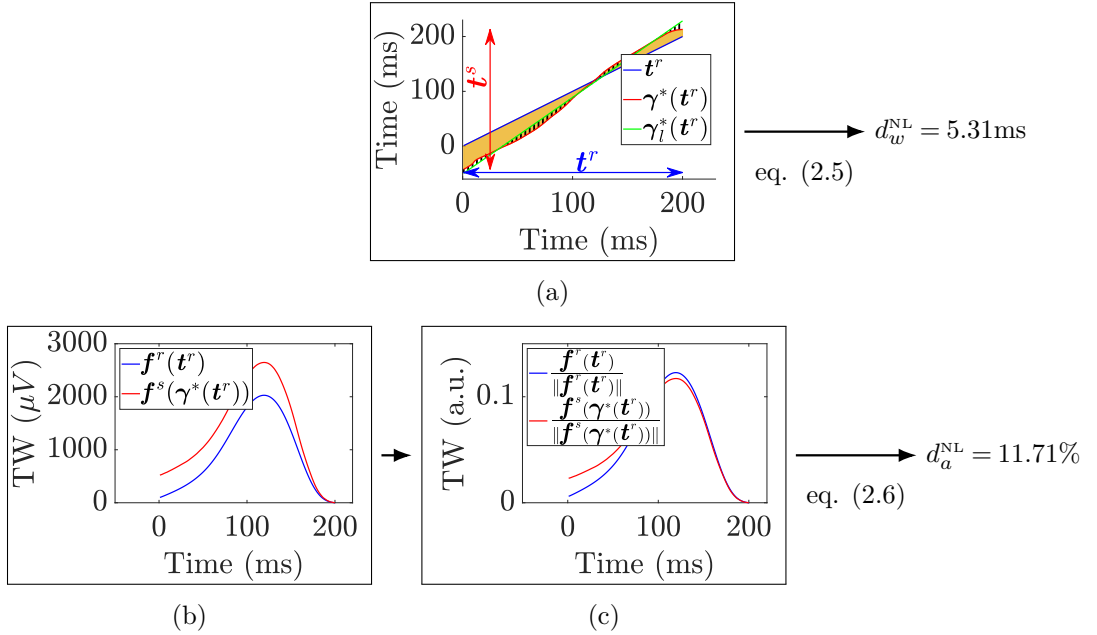 200
100
0
Time (ms)
t^s
t^r
γ*(t^r)
γ_l*(t^r)
t^r
0 100 200
Time (ms)
d_w^NL = 5.31ms
eq. (2.5)
(a)
3000
2000
1000
0
TW (μV)
f^r(t^r)
f^s(γ*(t^r))
0 100 200
Time (ms)
(b)
0.1
0
TW (a.u.)
f^r(t^r)
‖f^r(t^r)‖
f^s(γ*(t^r))
‖f^s(γ*(t^r))‖
0 100 200
Time (ms)
d_a^NL = 11.71%
eq. (2.6)
(c)